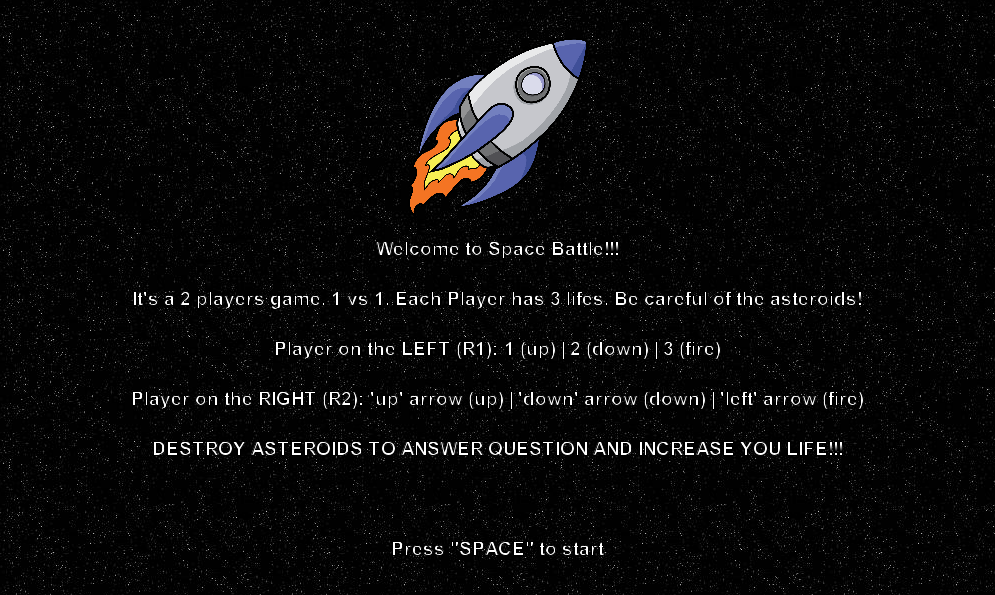 Welcome to Space Battle!!!
It's a 2 players game. 1 vs 1. Each Player has 3 lifes. Be careful of the asteroids!
Player on the LEFT (R1): 1 (up) | 2 (down) | 3 (fire)
Player on the RIGHT (R2): 'up' arrow (up) | 'down' arrow (down) | 'left' arrow (fire)
DESTROY ASTEROIDS TO ANSWER QUESTION AND INCREASE YOU LIFE!!!
Press "SPACE" to start